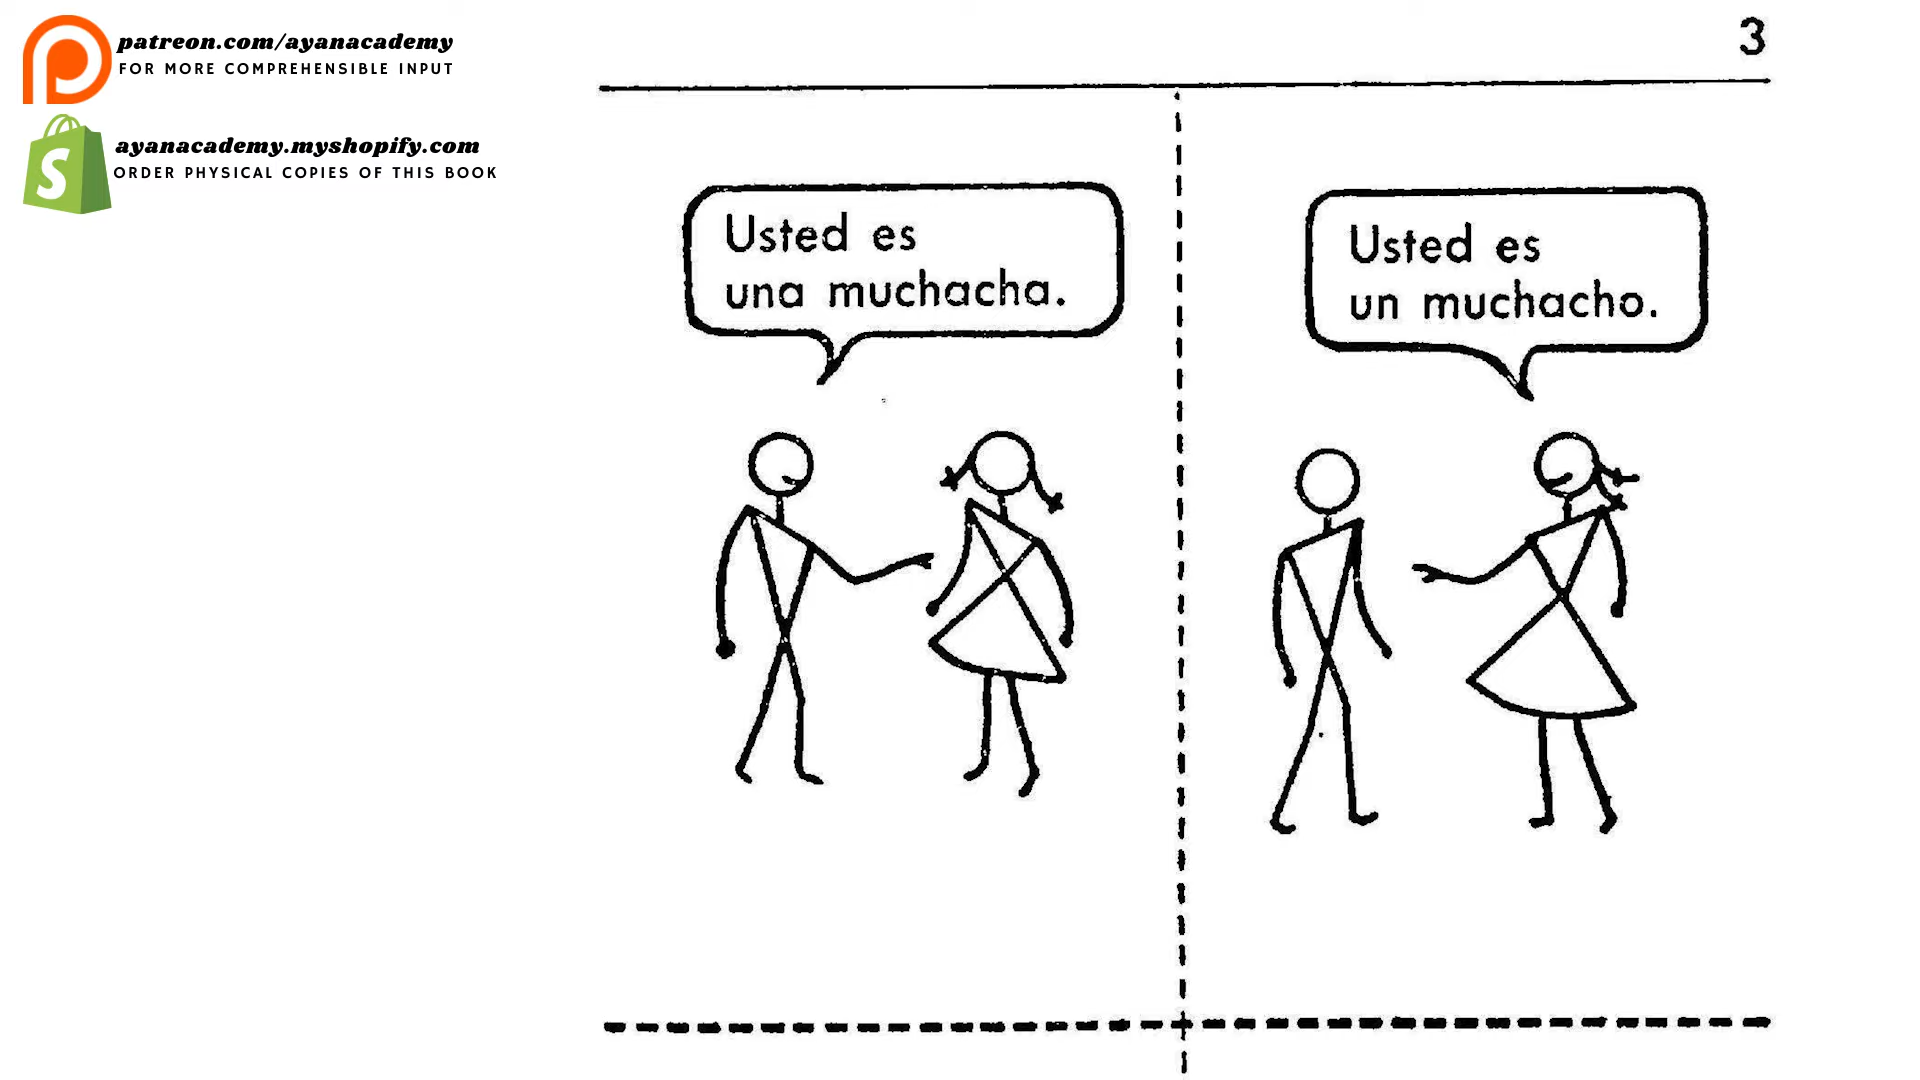 patreon.com/ayanacademy
FOR MORE COMPREHENSIBLE INPUT
ayanacademy.myshopify.com
ORDER PHYSICAL COPIES OF THIS BOOK
3
Usted es
una muchacha.
Usted es
un muchacho.